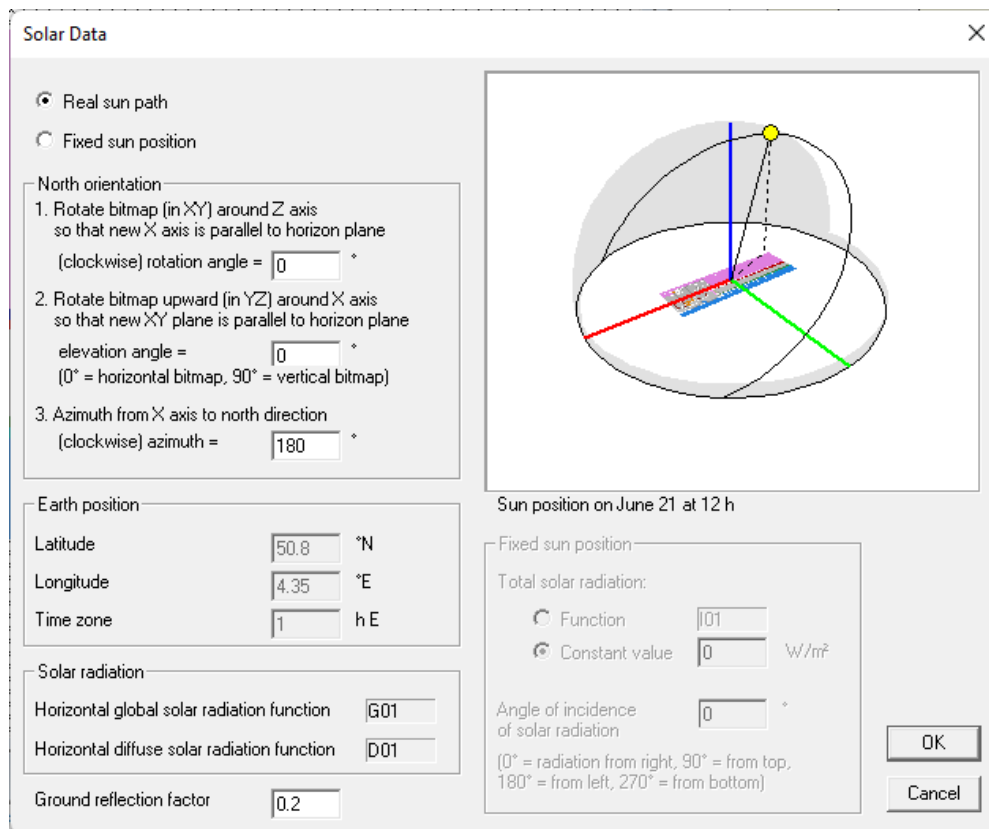 Solar Data
Real sun path
Fixed sun position
North orientation
1. Rotate bitmap (in XY) around Z axis
so that new X axis is parallel to horizon plane
(clockwise) rotation angle = 0 °
2. Rotate bitmap upward (in YZ) around X axis
so that new XY plane is parallel to horizon plane
elevation angle = 0 °
(0° = horizontal bitmap, 90° = vertical bitmap)
3. Azimuth from X axis to north direction
(clockwise) azimuth = 180 °
Earth position
Latitude 50.8 °N
Longitude 4.35 °E
Time zone 1 h E
Solar radiation
Horizontal global solar radiation function G01
Horizontal diffuse solar radiation function D01
Ground reflection factor 0.2
Sun position on June 21 at 12 h
Fixed sun position
Total solar radiation:
Function I01
Constant value 0 W/m²
Angle of incidence 0 °
of solar radiation
(0° = radiation from right, 90° = from top,
180° = from left, 270° = from bottom)
OK
Cancel